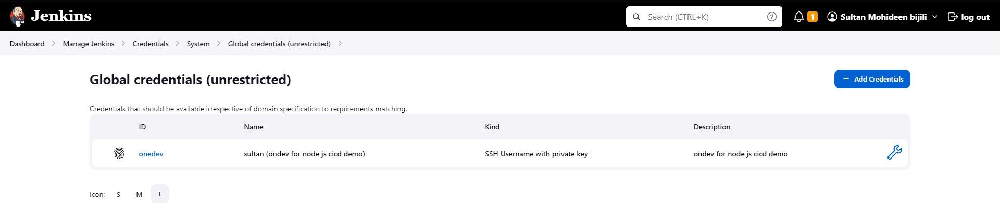 Jenkins
Search (CTRL+K)
?
1
Sultan Mohideen bijili
log out
Dashboard
Manage Jenkins
Credentials
System
Global credentials (unrestricted)
Global credentials (unrestricted)
+ Add Credentials
Credentials that should be available irrespective of domain specification to requirements matching.
ID Name Kind Description
onedev sultan (ondev for node js cicd demo) SSH Username with private key ondev for node js cicd demo
Icon: S M L